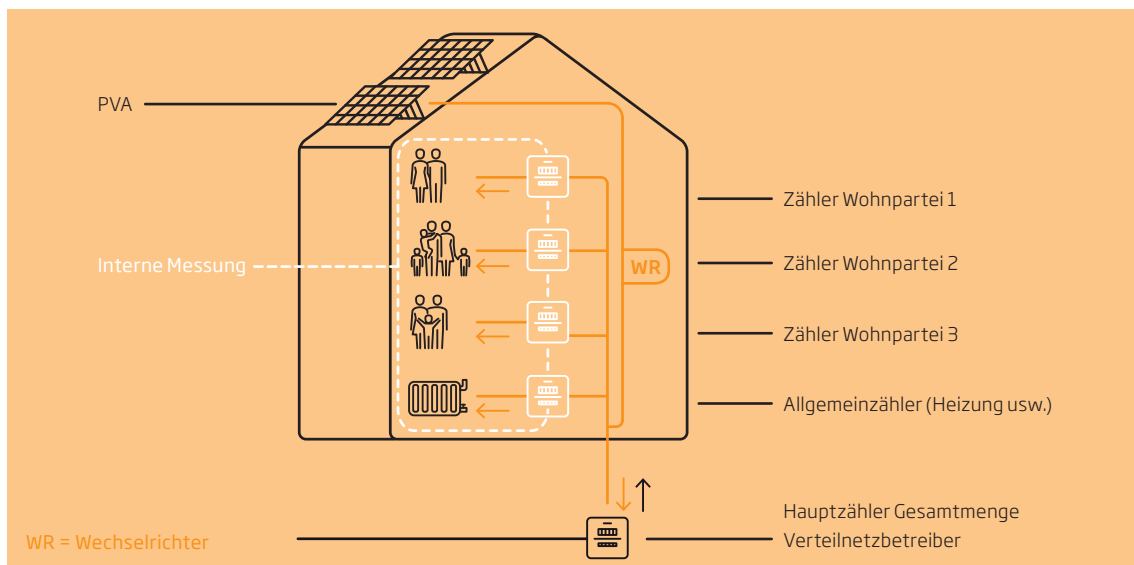 PVA
Zähler Wohnpartei 1
Interne Messung
WR
Zähler Wohnpartei 2
Zähler Wohnpartei 3
Allgemeinzähler (Heizung usw.)
Hauptzähler Gesamtmenge
Verteilnetzbetreiber
WR = Wechselrichter